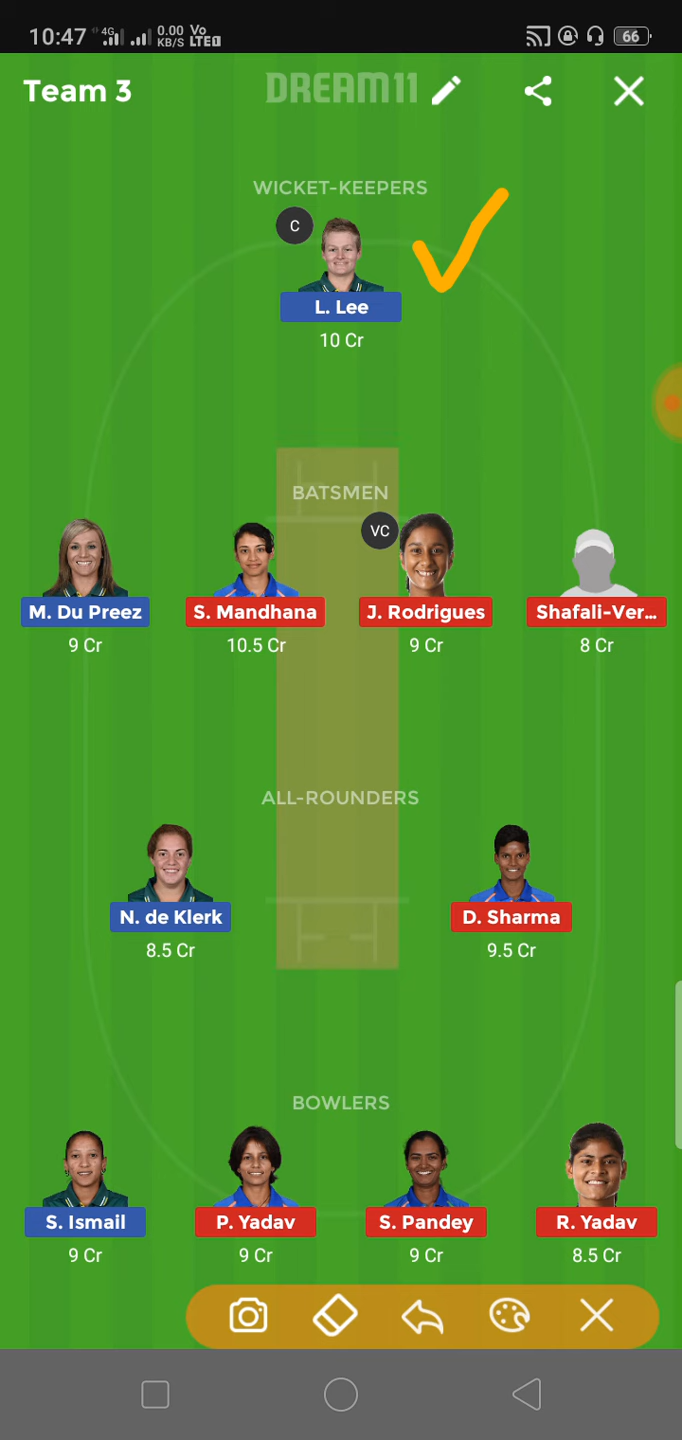 10:47 4G 0.00 KB/S Vo LTE1 66
Team 3 DREAM11
WICKET-KEEPERS
C
L. Lee
10 Cr
BATSMEN
VC
M. Du Preez S. Mandhana J. Rodrigues Shafali-Ver...
9 Cr 10.5 Cr 9 Cr 8 Cr
ALL-ROUNDERS
N. de Klerk D. Sharma
8.5 Cr 9.5 Cr
BOWLERS
S. Ismail P. Yadav S. Pandey R. Yadav
9 Cr 9 Cr 9 Cr 8.5 Cr